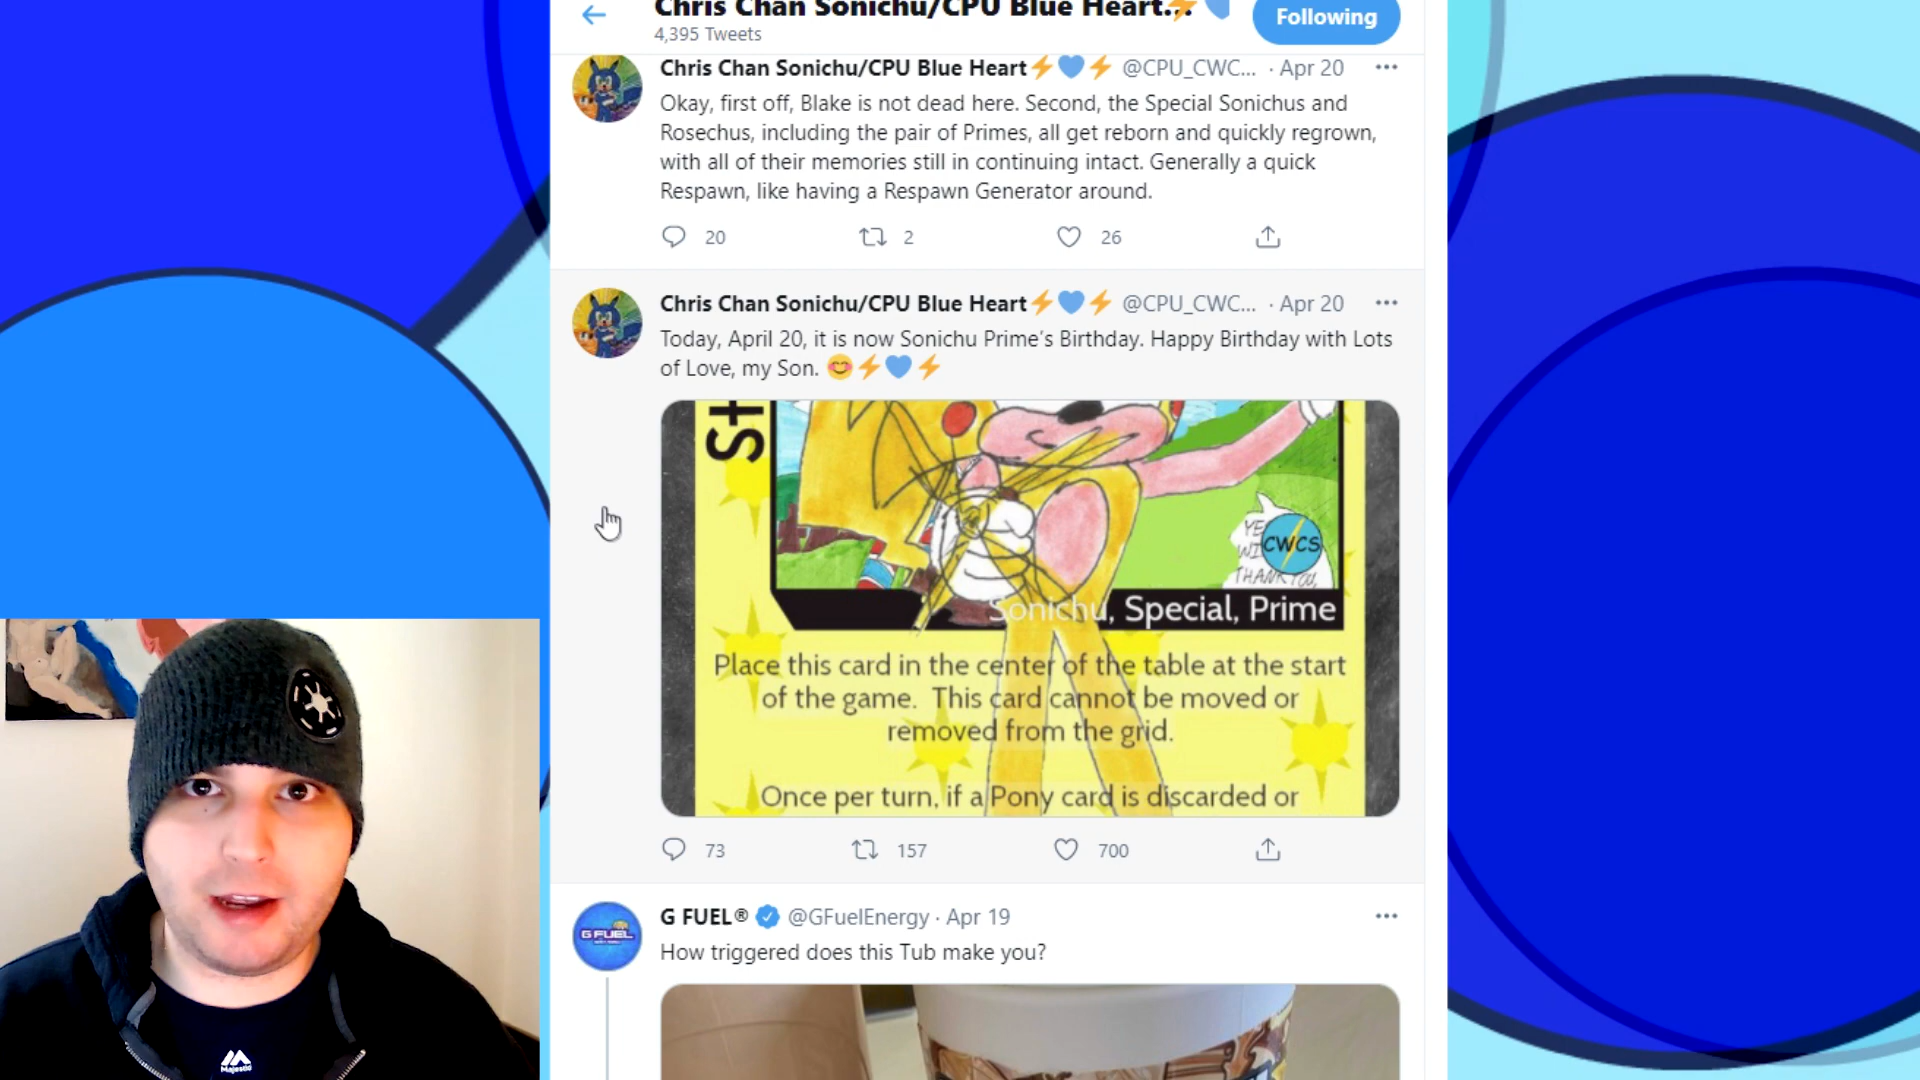 Chris Chan Sonichu/CPU Blue Heart...⚡💙
4,395 Tweets
Following
Chris Chan Sonichu/CPU Blue Heart⚡💙⚡ @CPU_CWC... · Apr 20
Okay, first off, Blake is not dead here. Second, the Special Sonichus and
Rosechus, including the pair of Primes, all get reborn and quickly regrown,
with all of their memories still in continuing intact. Generally a quick
Respawn, like having a Respawn Generator around.
20 2 26
Chris Chan Sonichu/CPU Blue Heart⚡💙⚡ @CPU_CWC... · Apr 20
Today, April 20, it is now Sonichu Prime's Birthday. Happy Birthday with Lots
of Love, my Son. 😊⚡💙⚡
YE
CWCS
THANK YOU,
Sonichu, Special, Prime
Place this card in the center of the table at the start
of the game. This card cannot be moved or
removed from the grid.
Once per turn, if a Pony card is discarded or
73 157 700
G FUEL® @GFuelEnergy · Apr 19
How triggered does this Tub make you?
G FUEL
Majestic